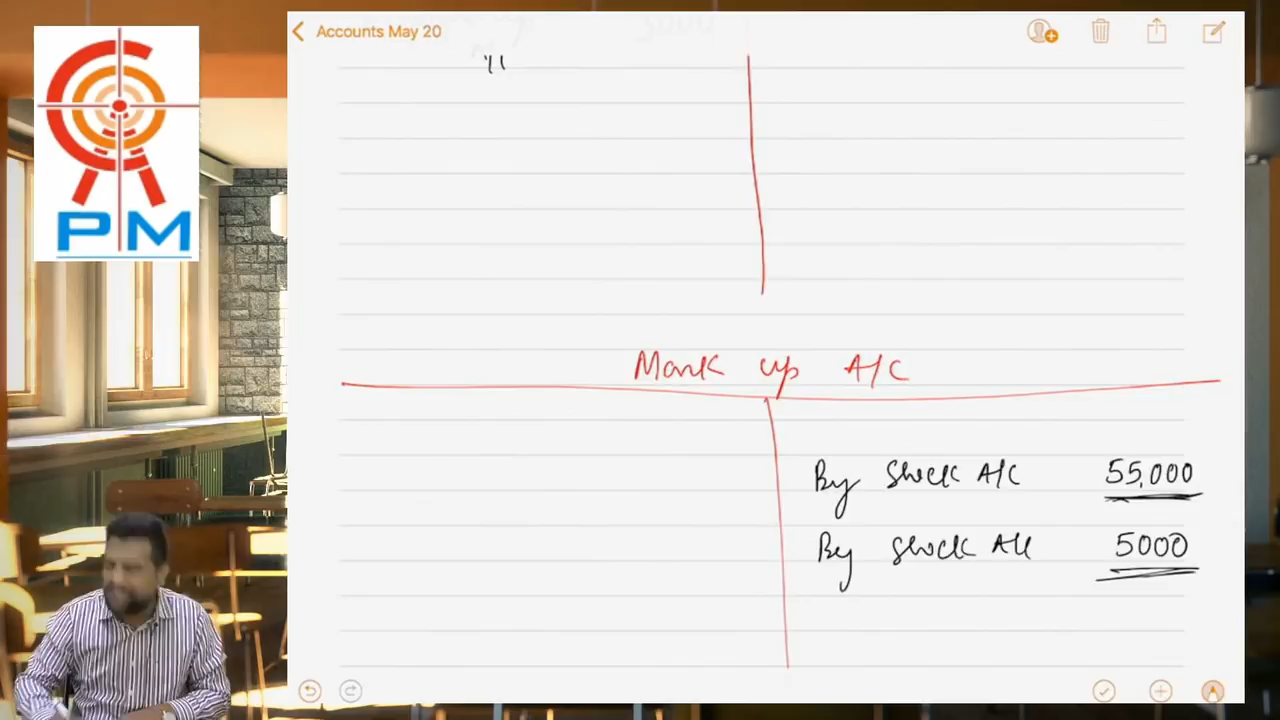 Accounts May 20
PM
Mark up A/C
By Stock A/C 55,000
By Stock A/c 5000